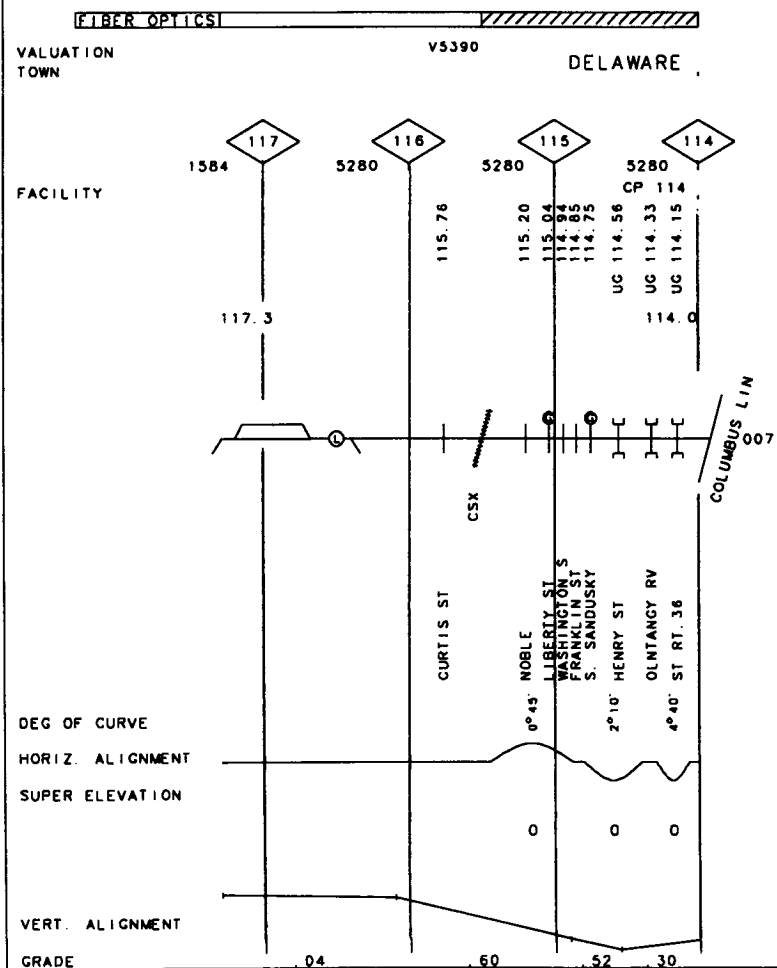 FIBER OPTICS
VALUATION V5390
TOWN DELAWARE
117 116 115 114
1584 5280 5280 5280
FACILITY CP 114
115.76 115.20 115.04 114.94 114.85 114.75 UG 114.56 UG 114.33 UG 114.15
117.3 114.0
L G G 007
COLUMBUS LIN
CSX
CURTIS ST
NOBLE
LIBERTY ST
WASHINGTON S
FRANKLIN ST
S. SANDUSKY
HENRY ST
OLNTANGY RV
ST RT. 36
DEG OF CURVE 0°45' 2°10' 4°40'
HORIZ. ALIGNMENT
SUPER ELEVATION
0 0 0
VERT. ALIGNMENT
GRADE .04 .60 .52 .30